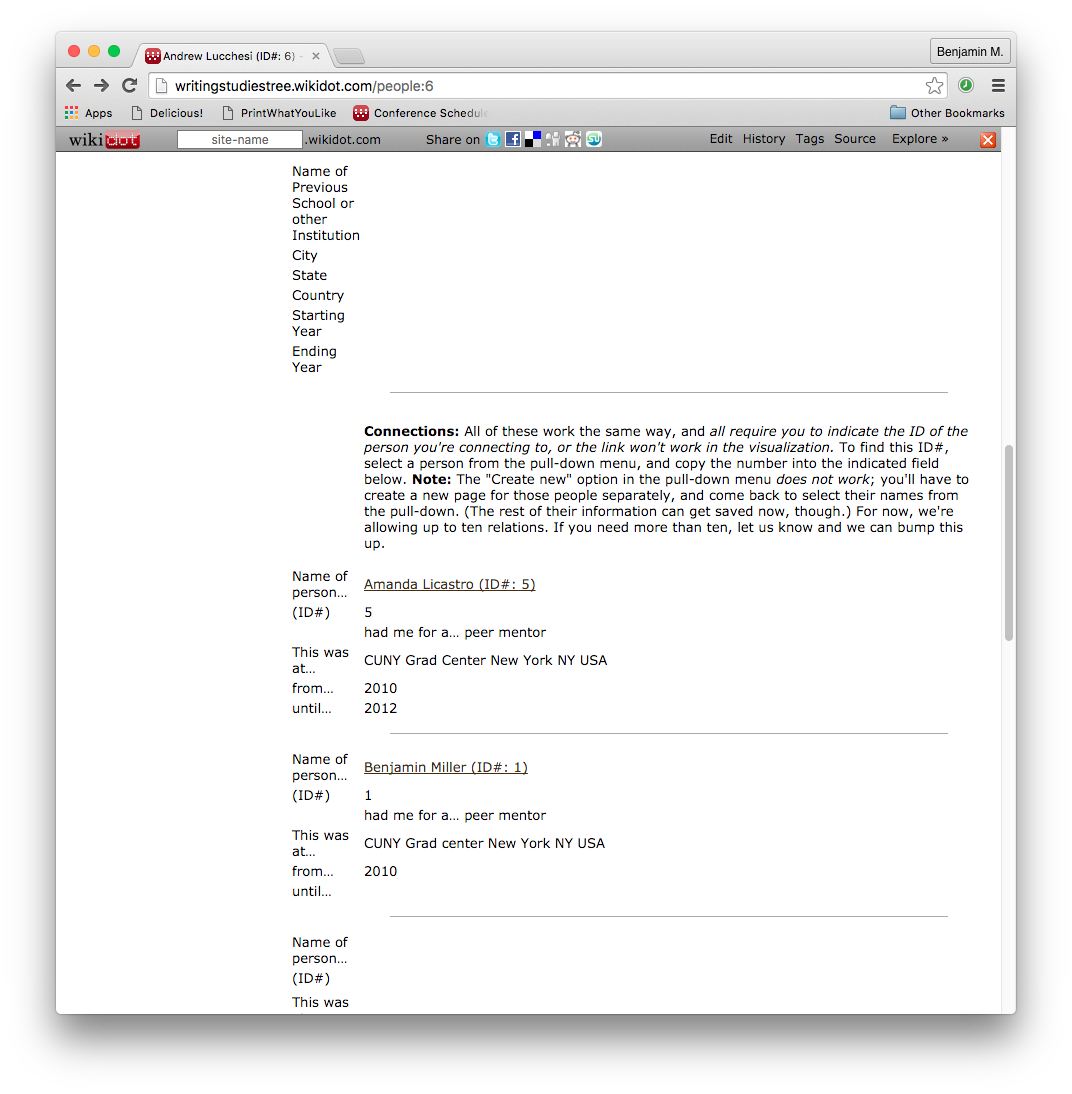 Andrew Lucchesi (ID#: 6) -
Benjamin M.
writingstudiestree.wikidot.com/people:6
Apps Delicious! PrintWhatYouLike Conference Schedule Other Bookmarks
wikidot site-name .wikidot.com Share on Edit History Tags Source Explore »
Name of
Previous
School or
other
Institution
City
State
Country
Starting
Year
Ending
Year
Connections: All of these work the same way, and all require you to indicate the ID of the
person you're connecting to, or the link won't work in the visualization. To find this ID#,
select a person from the pull-down menu, and copy the number into the indicated field
below. Note: The "Create new" option in the pull-down menu does not work; you'll have to
create a new page for those people separately, and come back to select their names from
the pull-down. (The rest of their information can get saved now, though.) For now, we're
allowing up to ten relations. If you need more than ten, let us know and we can bump this
up.
Name of
person...
Amanda Licastro (ID#: 5)
(ID#) 5
had me for a... peer mentor
This was
at...
CUNY Grad Center New York NY USA
from... 2010
until... 2012
Name of
person...
Benjamin Miller (ID#: 1)
(ID#) 1
had me for a... peer mentor
This was
at...
CUNY Grad center New York NY USA
from... 2010
until...
Name of
person...
(ID#)
This was